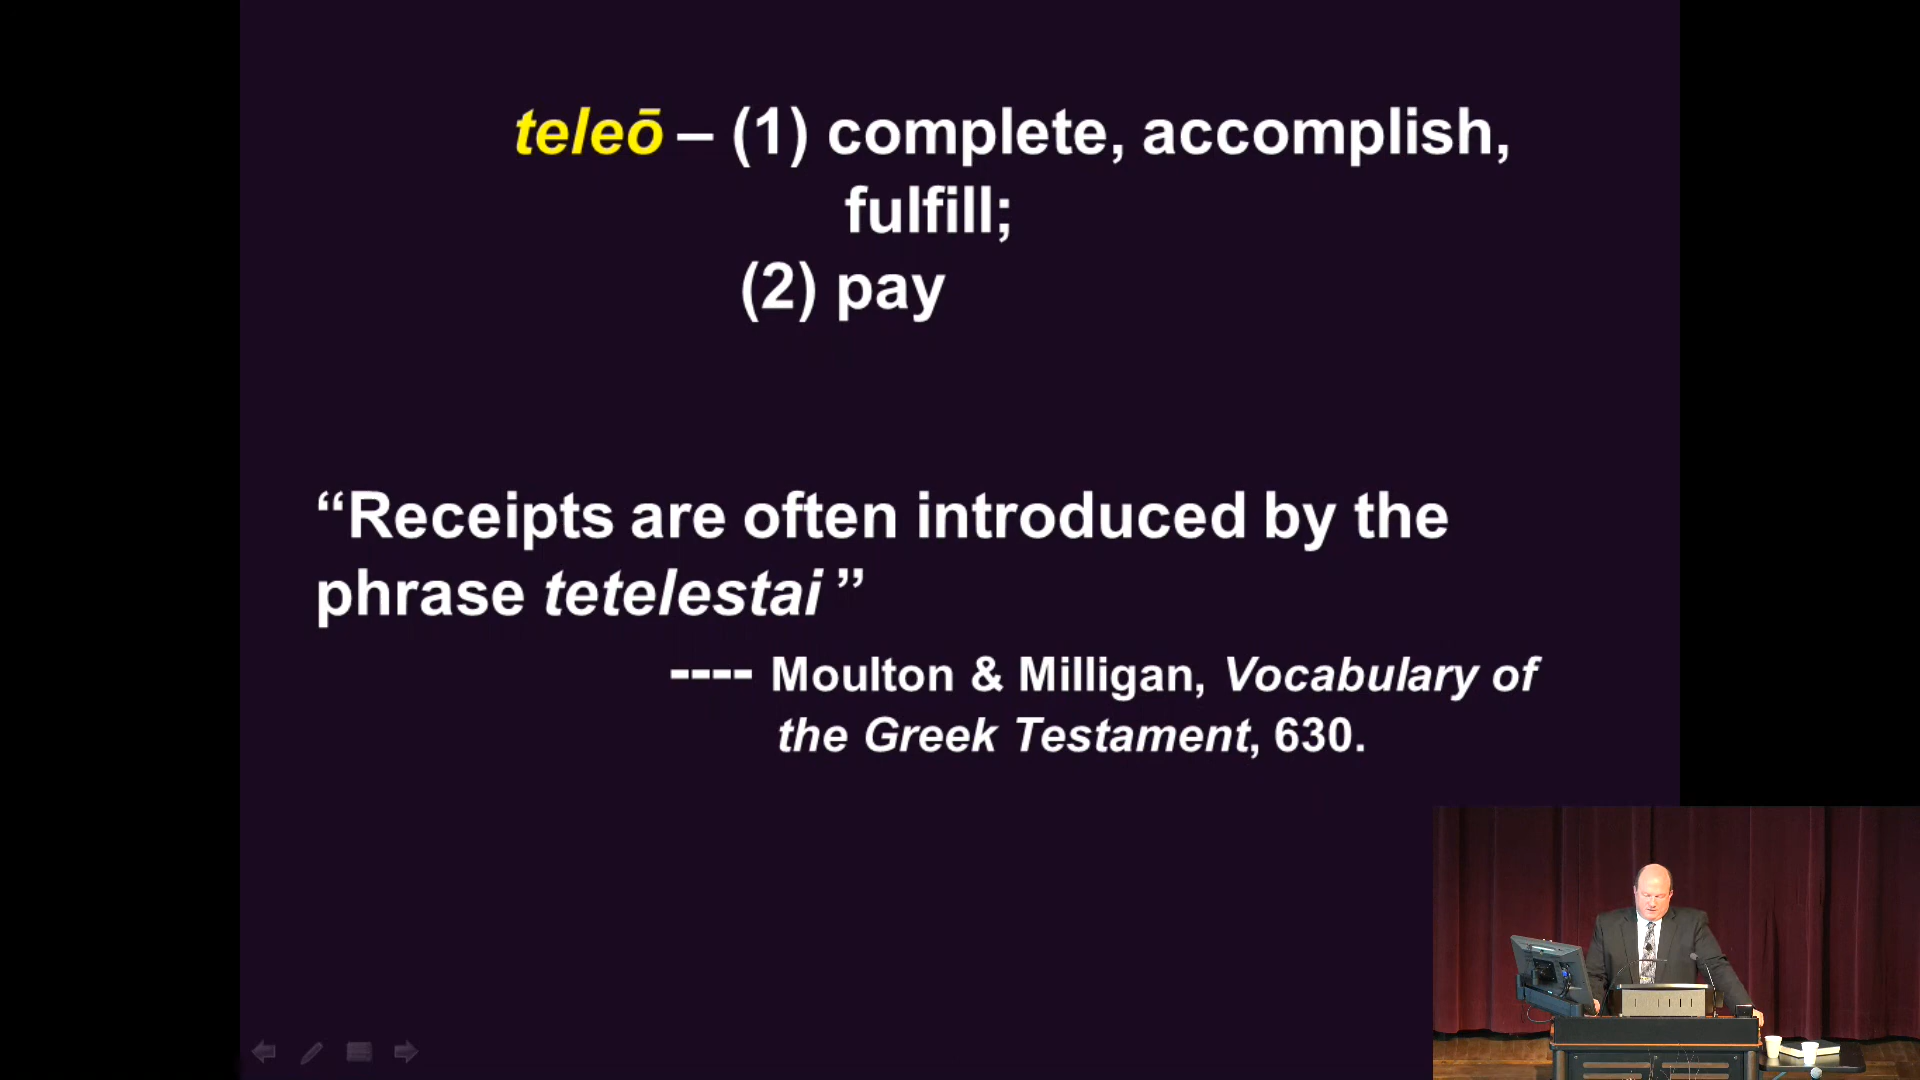 teleō – (1) complete, accomplish,
fulfill;
(2) pay
“Receipts are often introduced by the
phrase tetelestai ”
---- Moulton & Milligan, Vocabulary of
the Greek Testament, 630.